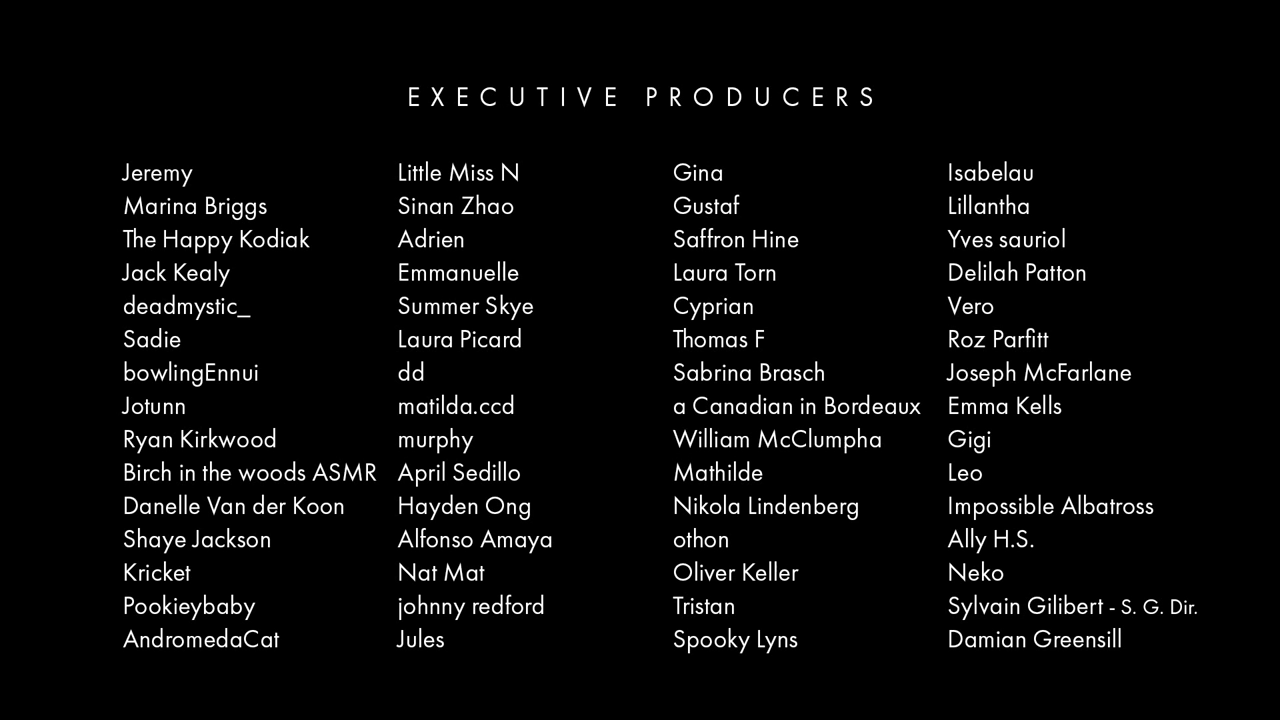 EXECUTIVE PRODUCERS
Jeremy
Marina Briggs
The Happy Kodiak
Jack Kealy
deadmystic_
Sadie
bowlingEnnui
Jotunn
Ryan Kirkwood
Birch in the woods ASMR
Danelle Van der Koon
Shaye Jackson
Kricket
Pookieybaby
AndromedaCat
Little Miss N
Sinan Zhao
Adrien
Emmanuelle
Summer Skye
Laura Picard
dd
matilda.ccd
murphy
April Sedillo
Hayden Ong
Alfonso Amaya
Nat Mat
johnny redford
Jules
Gina
Gustaf
Saffron Hine
Laura Torn
Cyprian
Thomas F
Sabrina Brasch
a Canadian in Bordeaux
William McClumpha
Mathilde
Nikola Lindenberg
othon
Oliver Keller
Tristan
Spooky Lyns
Isabelau
Lillantha
Yves sauriol
Delilah Patton
Vero
Roz Parfitt
Joseph McFarlane
Emma Kells
Gigi
Leo
Impossible Albatross
Ally H.S.
Neko
Sylvain Gilibert - S. G. Dir.
Damian Greensill